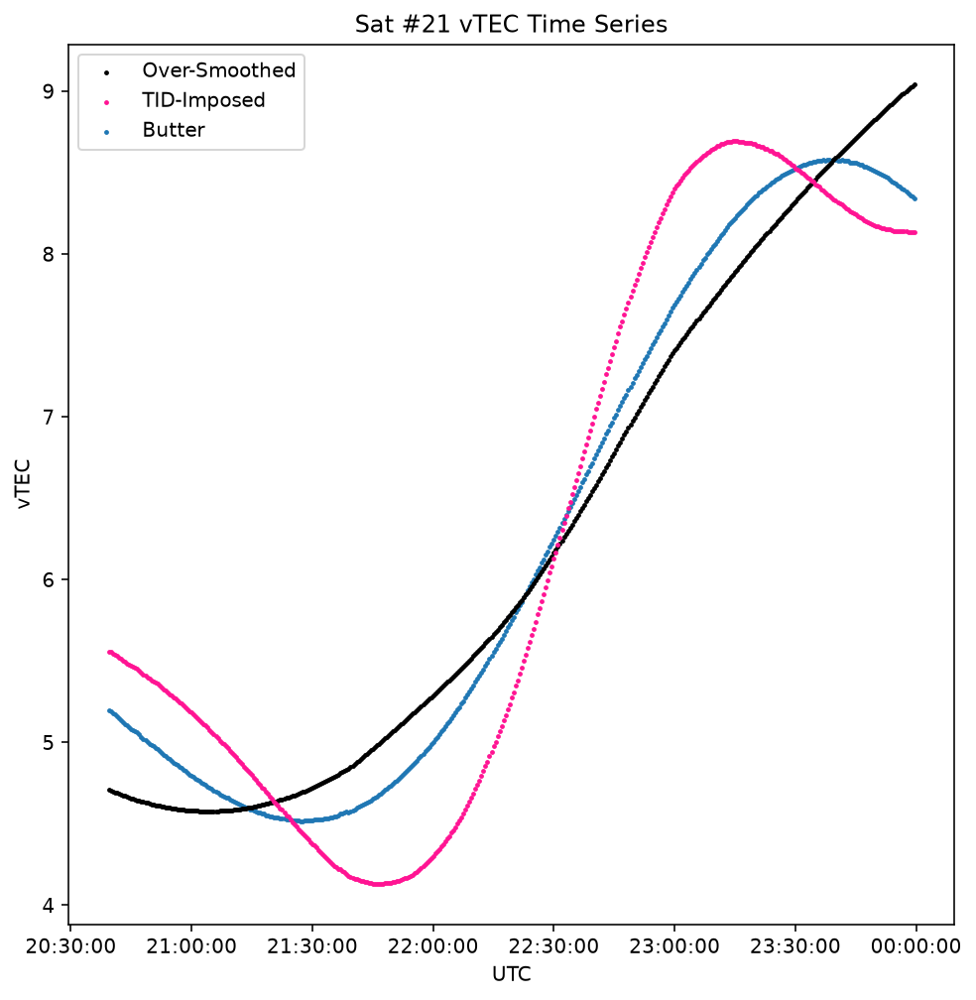 Sat #21 vTEC Time Series
Over-Smoothed
TID-Imposed
Butter
9
8
7
6
5
4
vTEC
20:30:00 21:00:00 21:30:00 22:00:00 22:30:00 23:00:00 23:30:00 00:00:00
UTC